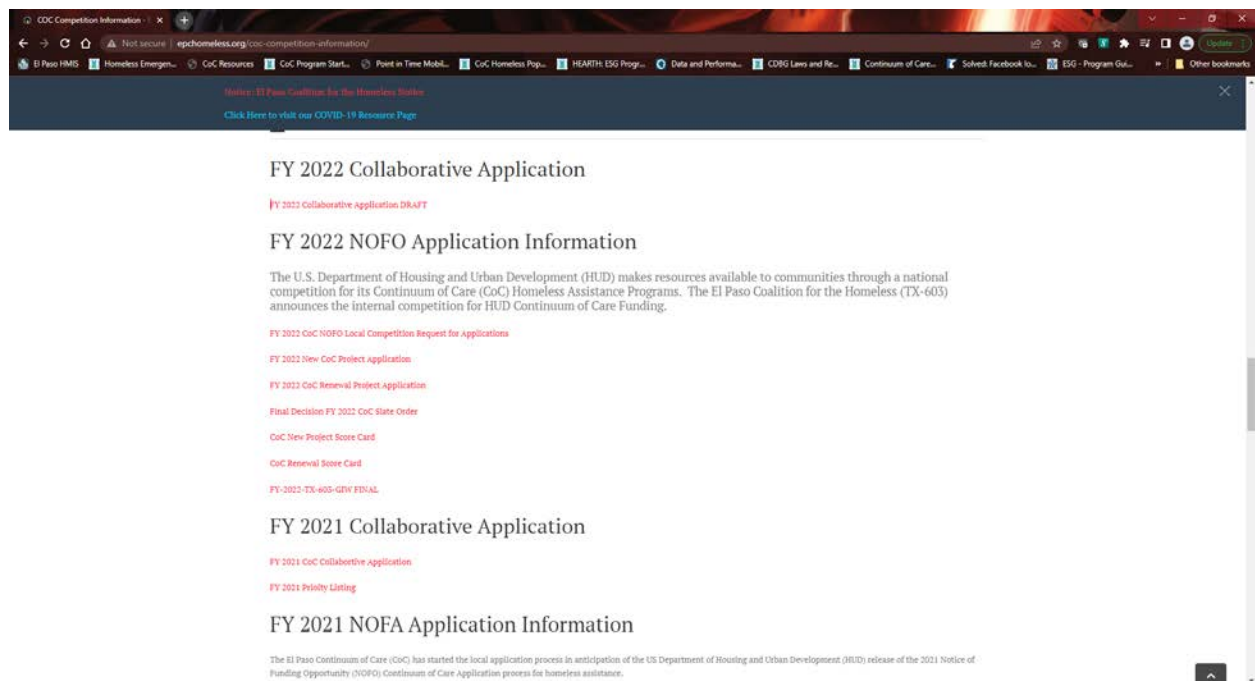 COC Competition Information -
Not secure | epchomeless.org/coc-competition-information/
Update
El Paso HMIS
Homeless Emergen...
CoC Resources
CoC Program Start...
Point in Time Mobil...
CoC Homeless Pop...
HEARTH: ESG Progr...
Data and Performa...
CDBG Laws and Re...
Continuum of Care...
Solved: Facebook lo...
ESG - Program Gui...
Other bookmarks
Notice: El Paso Coalition for the Homeless Notice
Click Here to visit our COVID-19 Resource Page
FY 2022 Collaborative Application
FY 2022 Collaborative Application DRAFT
FY 2022 NOFO Application Information
The U.S. Department of Housing and Urban Development (HUD) makes resources available to communities through a national
competition for its Continuum of Care (CoC) Homeless Assistance Programs. The El Paso Coalition for the Homeless (TX-603)
announces the internal competition for HUD Continuum of Care Funding.
FY 2022 CoC NOFO Local Competition Request for Applications
FY 2022 New CoC Project Application
FY 2022 CoC Renewal Project Application
Final Decision FY 2022 CoC Slate Order
CoC New Project Score Card
CoC Renewal Score Card
FY-2022-TX-603-GIW FINAL
FY 2021 Collaborative Application
FY 2021 CoC Collabortive Application
FY 2021 Priolty Listing
FY 2021 NOFA Application Information
The El Paso Continuum of Care (CoC) has started the local application process in anticipation of the US Department of Housing and Urban Development (HUD) release of the 2021 Notice of
Funding Opportunity (NOFO) Continuum of Care Application process for homeless assistance.